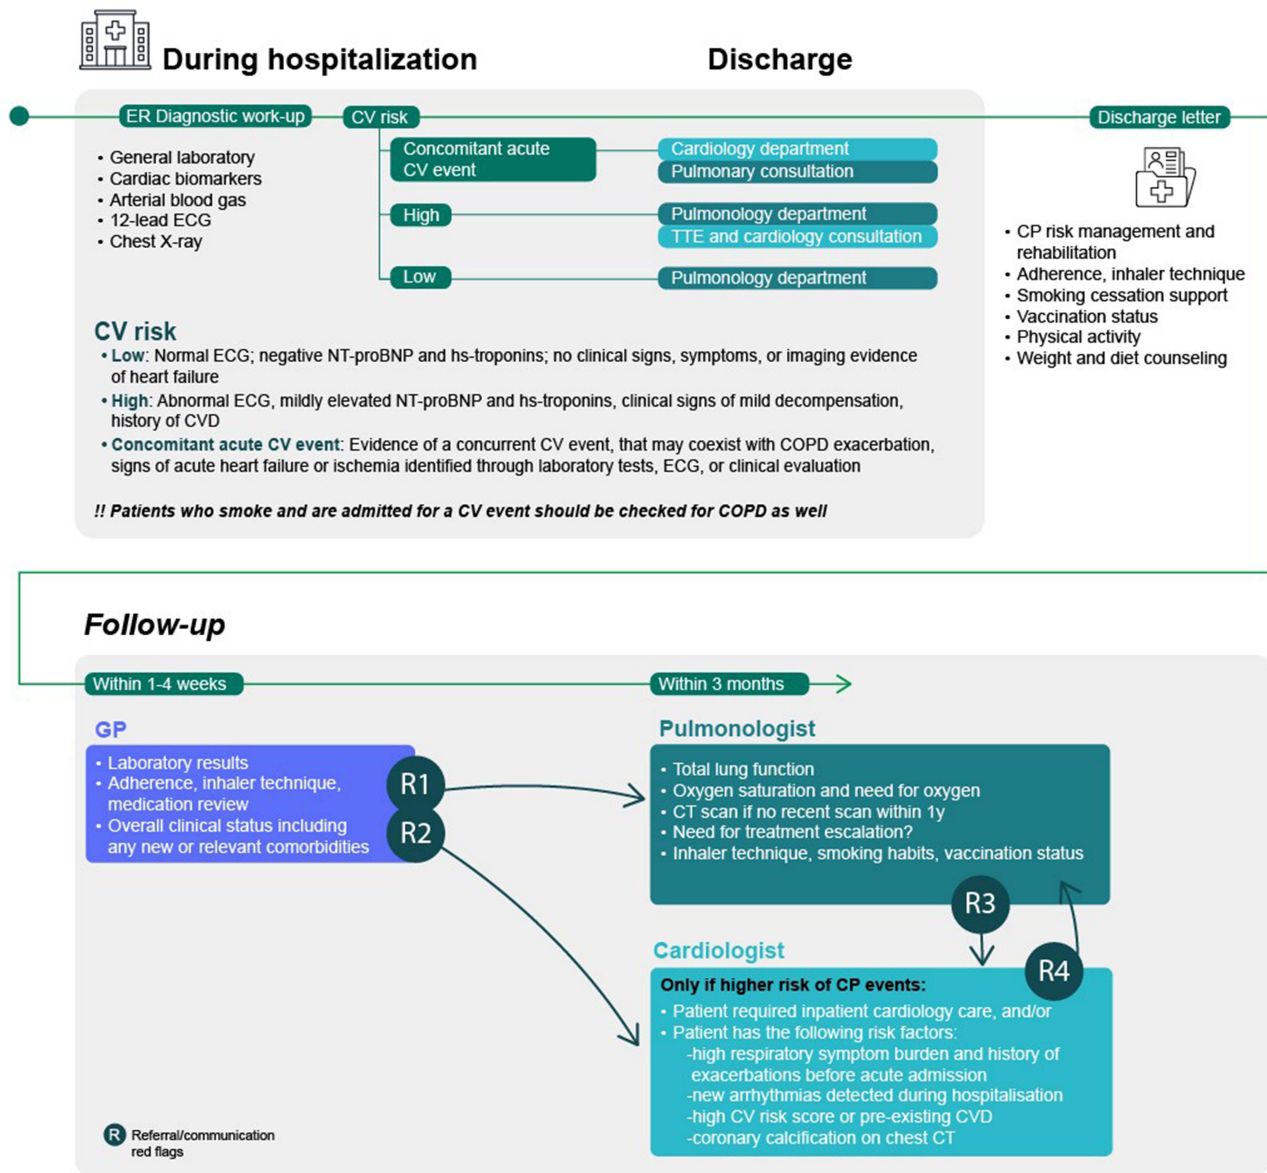 During hospitalization
Discharge
ER Diagnostic work-up
CV risk
Discharge letter
• General laboratory
• Cardiac biomarkers
• Arterial blood gas
• 12-lead ECG
• Chest X-ray
Concomitant acute
CV event
Cardiology department
Pulmonary consultation
High
Pulmonology department
TTE and cardiology consultation
Low
Pulmonology department
• CP risk management and
rehabilitation
• Adherence, inhaler technique
• Smoking cessation support
• Vaccination status
• Physical activity
• Weight and diet counseling
CV risk
• Low: Normal ECG; negative NT-proBNP and hs-troponins; no clinical signs, symptoms, or imaging evidence
of heart failure
• High: Abnormal ECG, mildly elevated NT-proBNP and hs-troponins, clinical signs of mild decompensation,
history of CVD
• Concomitant acute CV event: Evidence of a concurrent CV event, that may coexist with COPD exacerbation,
signs of acute heart failure or ischemia identified through laboratory tests, ECG, or clinical evaluation
!! Patients who smoke and are admitted for a CV event should be checked for COPD as well
Follow-up
Within 1-4 weeks
Within 3 months
GP
• Laboratory results
• Adherence, inhaler technique,
medication review
• Overall clinical status including
any new or relevant comorbidities
R1
R2
Pulmonologist
• Total lung function
• Oxygen saturation and need for oxygen
• CT scan if no recent scan within 1y
• Need for treatment escalation?
• Inhaler technique, smoking habits, vaccination status
R3
R4
Cardiologist
Only if higher risk of CP events:
• Patient required inpatient cardiology care, and/or
• Patient has the following risk factors:
-high respiratory symptom burden and history of
exacerbations before acute admission
-new arrhythmias detected during hospitalisation
-high CV risk score or pre-existing CVD
-coronary calcification on chest CT
R Referral/communication
red flags